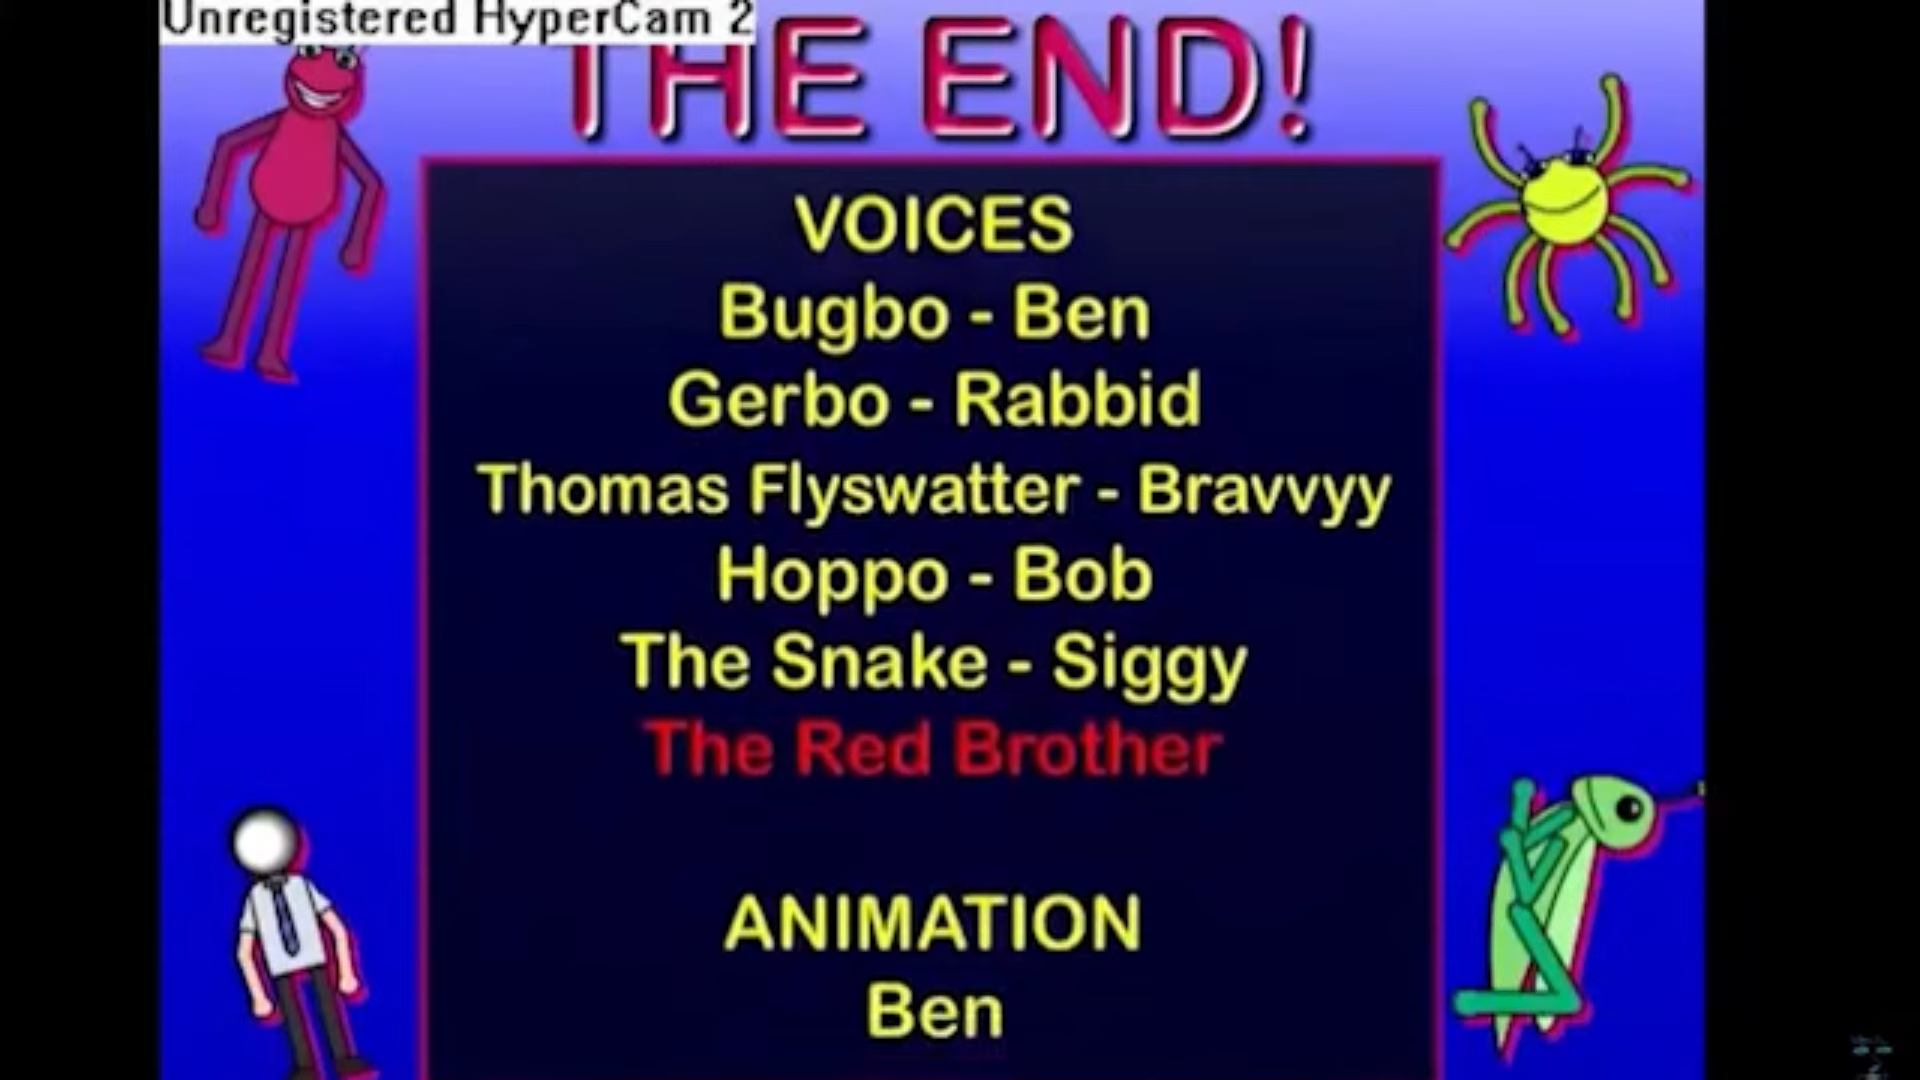 Unregistered HyperCam 2
THE END!
VOICES
Bugbo - Ben
Gerbo - Rabbid
Thomas Flyswatter - Bravvyy
Hoppo - Bob
The Snake - Siggy
The Red Brother
ANIMATION
Ben